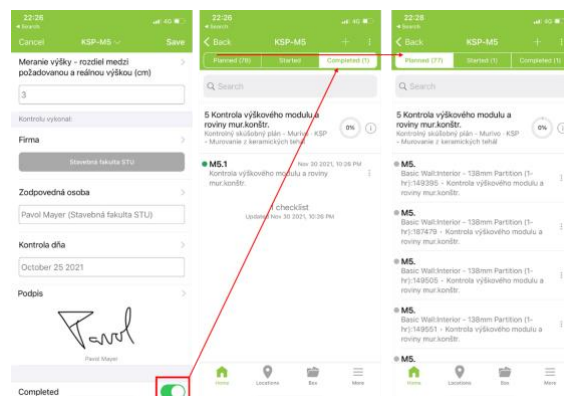 22:26
4G
Search
Cancel
KSP-M5
Save
Meranie výšky - rozdiel medzi
požadovanou a reálnou výškou (cm)
3
Kontrolu vykonal:
Firma
Stavebná fakulta STU
Zodpovedná osoba
Pavol Mayer (Stavebná fakulta STU)
Kontrola dňa
October 25 2021
Podpis
Pavol Mayer
Completed
22:26
4G
Search
Back
KSP-M5
Planned (78)
Started
Completed (1)
Search
5 Kontrola výškového modulu a
roviny mur.konštr.
Kontrolný skúšobný plán - Murivo - KSP
- Murovanie z keramických tehál
0%
M5.1
Nov 30 2021, 10:26 PM
Kontrola výškového modulu a roviny
mur.konštr.
1 checklist
Updated Nov 30 2021, 10:26 PM
Home
Locations
Box
More
22:28
4G
Search
Back
KSP-M5
Planned (77)
Started (1)
Completed (1)
Search
5 Kontrola výškového modulu a
roviny mur.konštr.
Kontrolný skúšobný plán - Murivo - KSP
- Murovanie z keramických tehál
0%
M5.
Basic Wall:Interior - 138mm Partition (1-
hr):149395 - Kontrola výškového modulu a
roviny mur.konštr.
M5.
Basic Wall:Interior - 138mm Partition (1-
hr):187479 - Kontrola výškového modulu a
roviny mur.konštr.
M5.
Basic Wall:Interior - 138mm Partition (1-
hr):149505 - Kontrola výškového modulu a
roviny mur.konštr.
M5.
Basic Wall:Interior - 138mm Partition (1-
hr):149551 - Kontrola výškového modulu a
roviny mur.konštr.
M5.
Home
Locations
Box
More